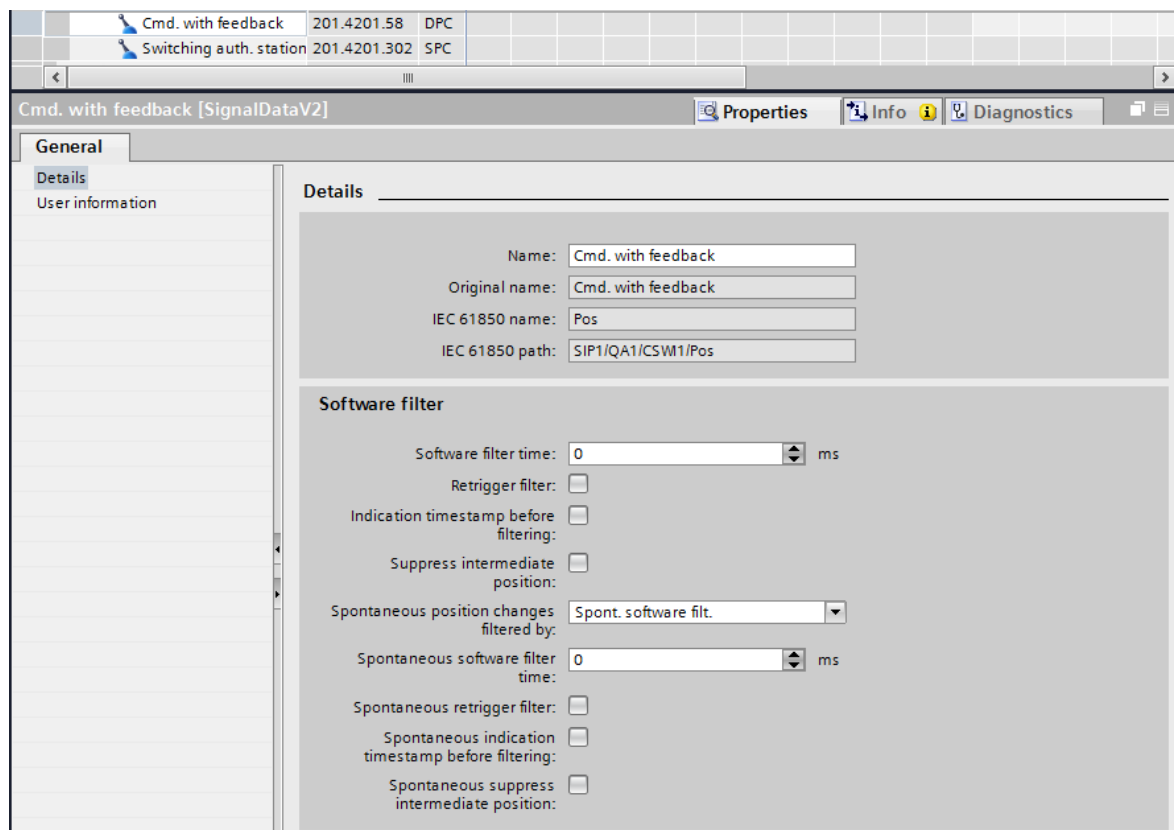 Cmd. with feedback 201.4201.58 DPC
Switching auth. station 201.4201.302 SPC
Cmd. with feedback [SignalDataV2] Properties Info Diagnostics
General
Details
User information
Details
Name: Cmd. with feedback
Original name: Cmd. with feedback
IEC 61850 name: Pos
IEC 61850 path: SIP1/QA1/CSWI1/Pos
Software filter
Software filter time: 0 ms
Retrigger filter:
Indication timestamp before
filtering:
Suppress intermediate
position:
Spontaneous position changes
filtered by: Spont. software filt.
Spontaneous software filter
time: 0 ms
Spontaneous retrigger filter:
Spontaneous indication
timestamp before filtering:
Spontaneous suppress
intermediate position: